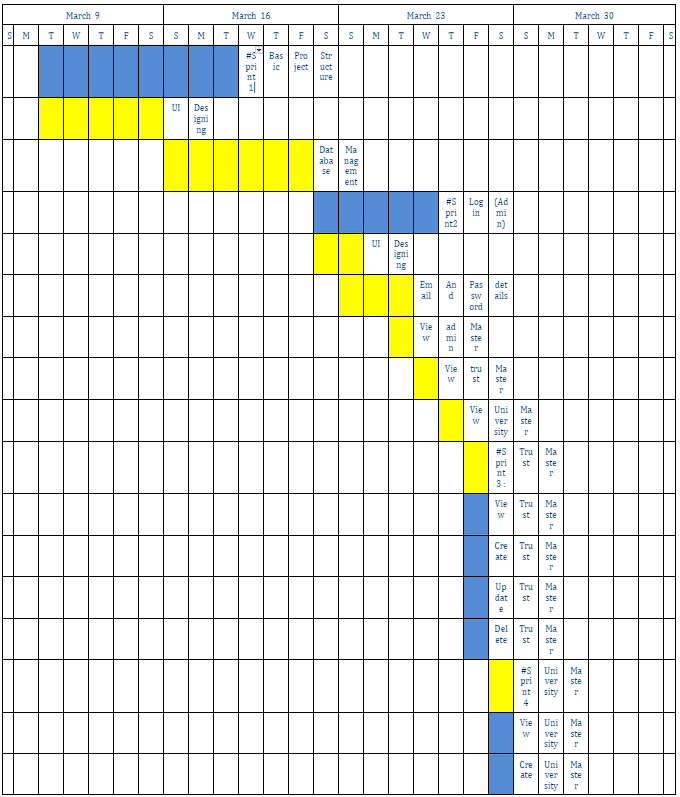 March 9 March 16 March 23 March 30
S M T W T F S S M T W T F S S M T W T F S S M T W T F S
#Sprint 1 Basic Project Structure
UI Designing
Database Management
#Sprint2 Login (Admin)
UI Designing
Email And Password details
View admin Master
View trust Master
View University Master
#Sprint 3 : Trust Master
View Trust Master
Create Trust Master
Update Trust Master
Delete Trust Master
#Sprint 4 University Master
View University Master
Create University Master